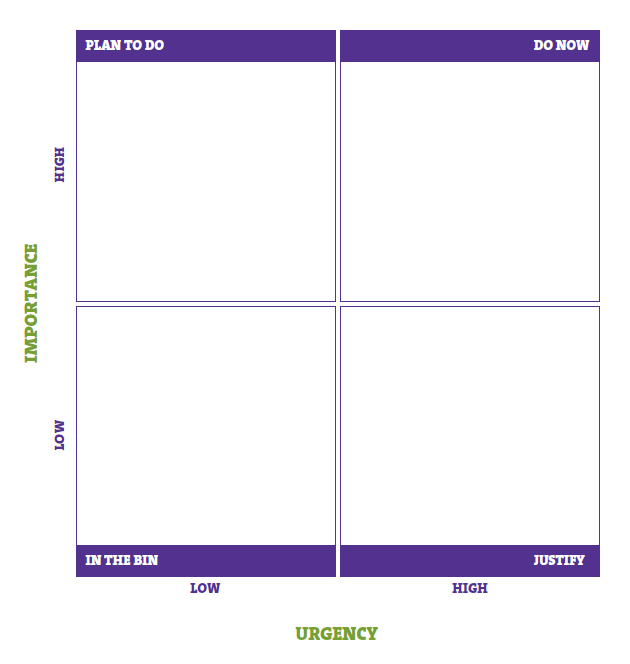 PLAN TO DO
DO NOW
HIGH
IMPORTANCE
LOW
IN THE BIN
JUSTIFY
LOW
HIGH
URGENCY